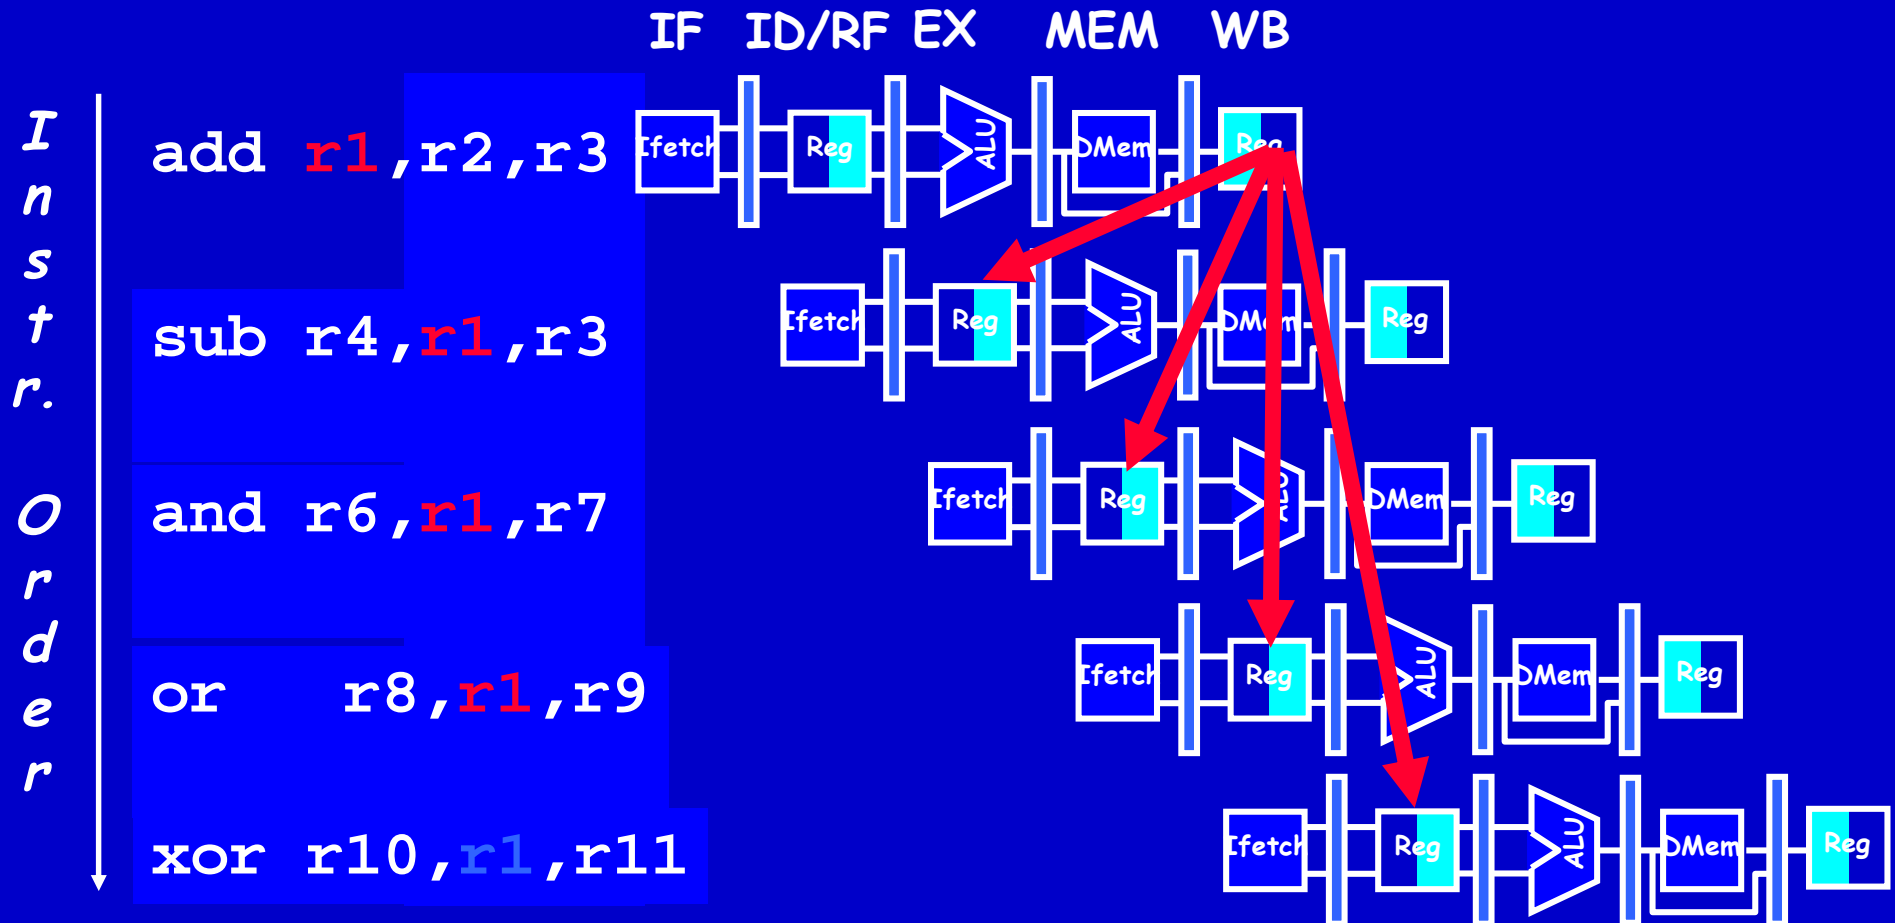 IF ID/RF EX MEM WB
Instr. Order
add r1,r2,r3
Ifetch Reg ALU DMem Reg
sub r4,r1,r3
Ifetch Reg ALU DMem Reg
and r6,r1,r7
Ifetch Reg ALU DMem Reg
or r8,r1,r9
Ifetch Reg ALU DMem Reg
xor r10,r1,r11
Ifetch Reg ALU DMem Reg